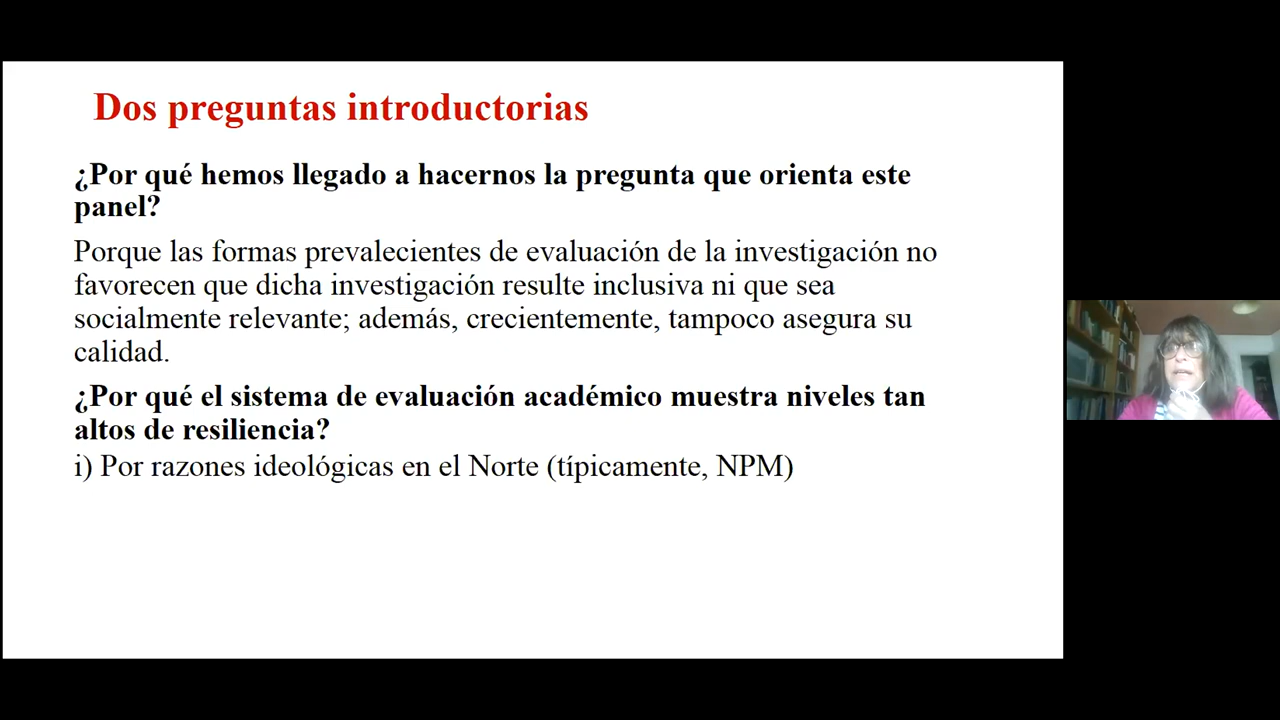 Dos preguntas introductorias
¿Por qué hemos llegado a hacernos la pregunta que orienta este
panel?
Porque las formas prevalecientes de evaluación de la investigación no
favorecen que dicha investigación resulte inclusiva ni que sea
socialmente relevante; además, crecientemente, tampoco asegura su
calidad.
¿Por qué el sistema de evaluación académico muestra niveles tan
altos de resiliencia?
i) Por razones ideológicas en el Norte (típicamente, NPM)